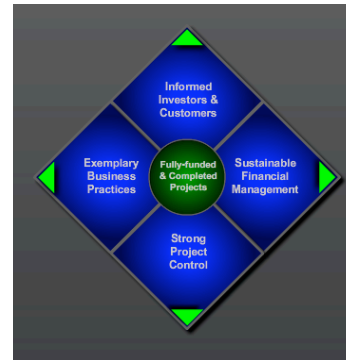 Informed
Investors &
Customers
Exemplary
Business
Practices
Fully-funded
& Completed
Projects
Sustainable
Financial
Management
Strong
Project
Control